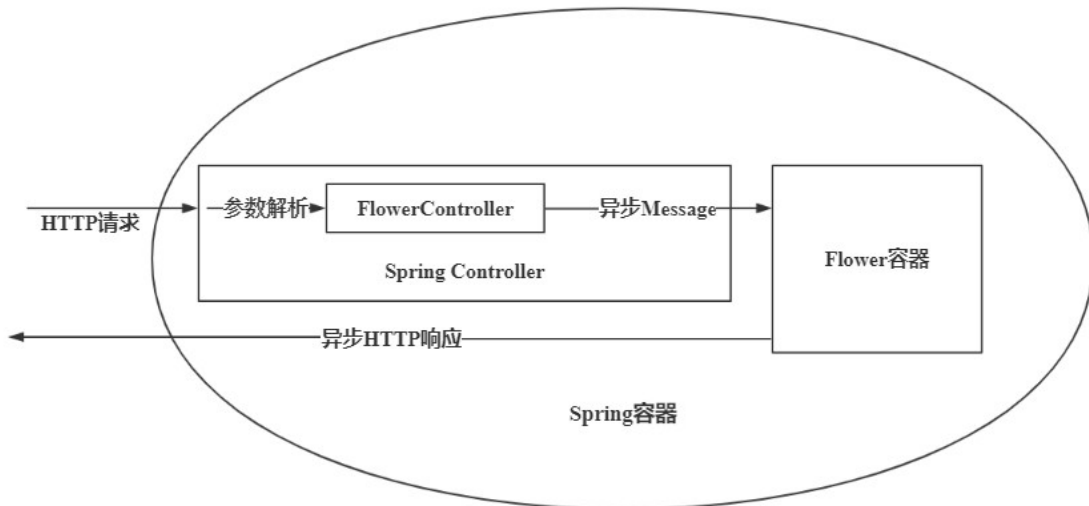 HTTP请求
参数解析
FlowerController
异步Message
Spring Controller
Flower容器
异步HTTP响应
Spring容器